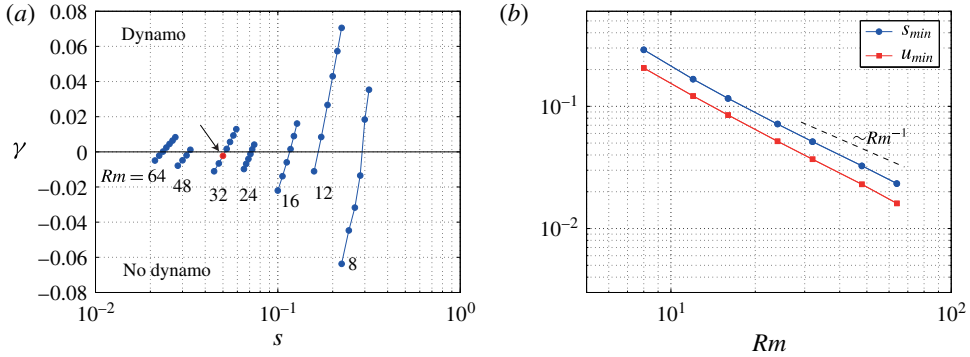 (a)
0.08
0.06
0.04
0.02
0
−0.02
−0.04
−0.06
−0.08
γ
Dynamo
No dynamo
Rm = 64
48
32
24
16
12
8
10⁻²
10⁻¹
10⁰
s
(b)
s_min
u_min
~Rm⁻¹
10⁻¹
10⁻²
10¹
10²
Rm